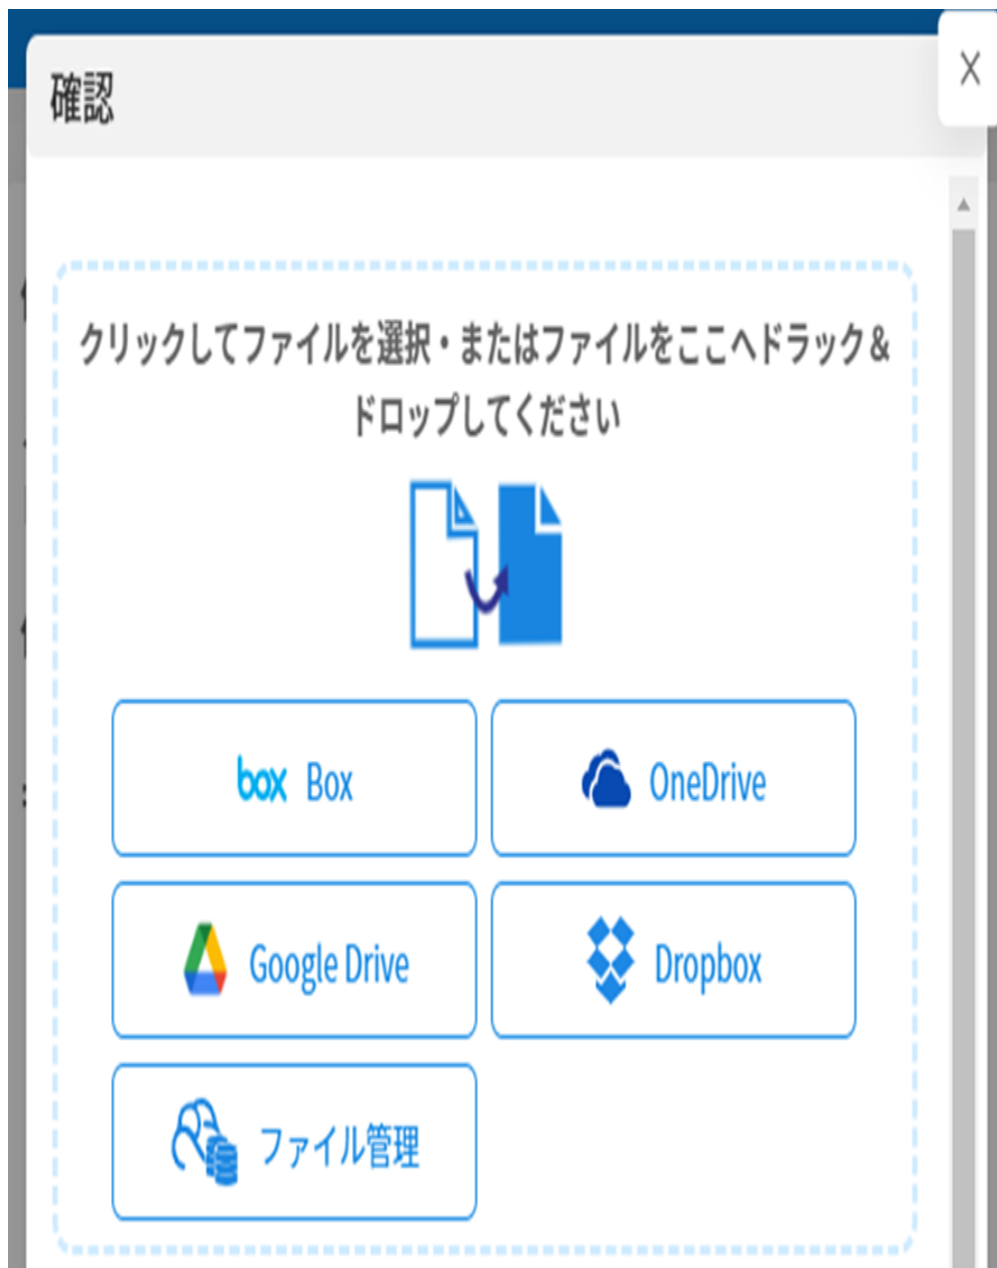 確認
クリックしてファイルを選択・またはファイルをここへドラック＆
ドロップしてください
box Box
OneDrive
Google Drive
Dropbox
ファイル管理